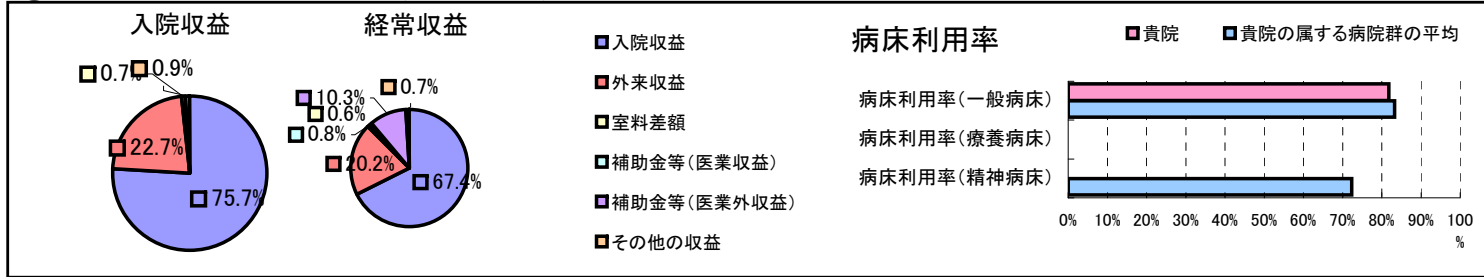 入院収益
0.7%
0.9%
22.7%
75.7%
経常収益
0.7%
10.3%
0.6%
0.8%
20.2%
67.4%
入院収益
外来収益
室料差額
補助金等(医業収益)
補助金等(医業外収益)
その他の収益
病床利用率
貴院
貴院の属する病院群の平均
病床利用率(一般病床)
病床利用率(療養病床)
病床利用率(精神病床)
0% 10% 20% 30% 40% 50% 60% 70% 80% 90% 100
%